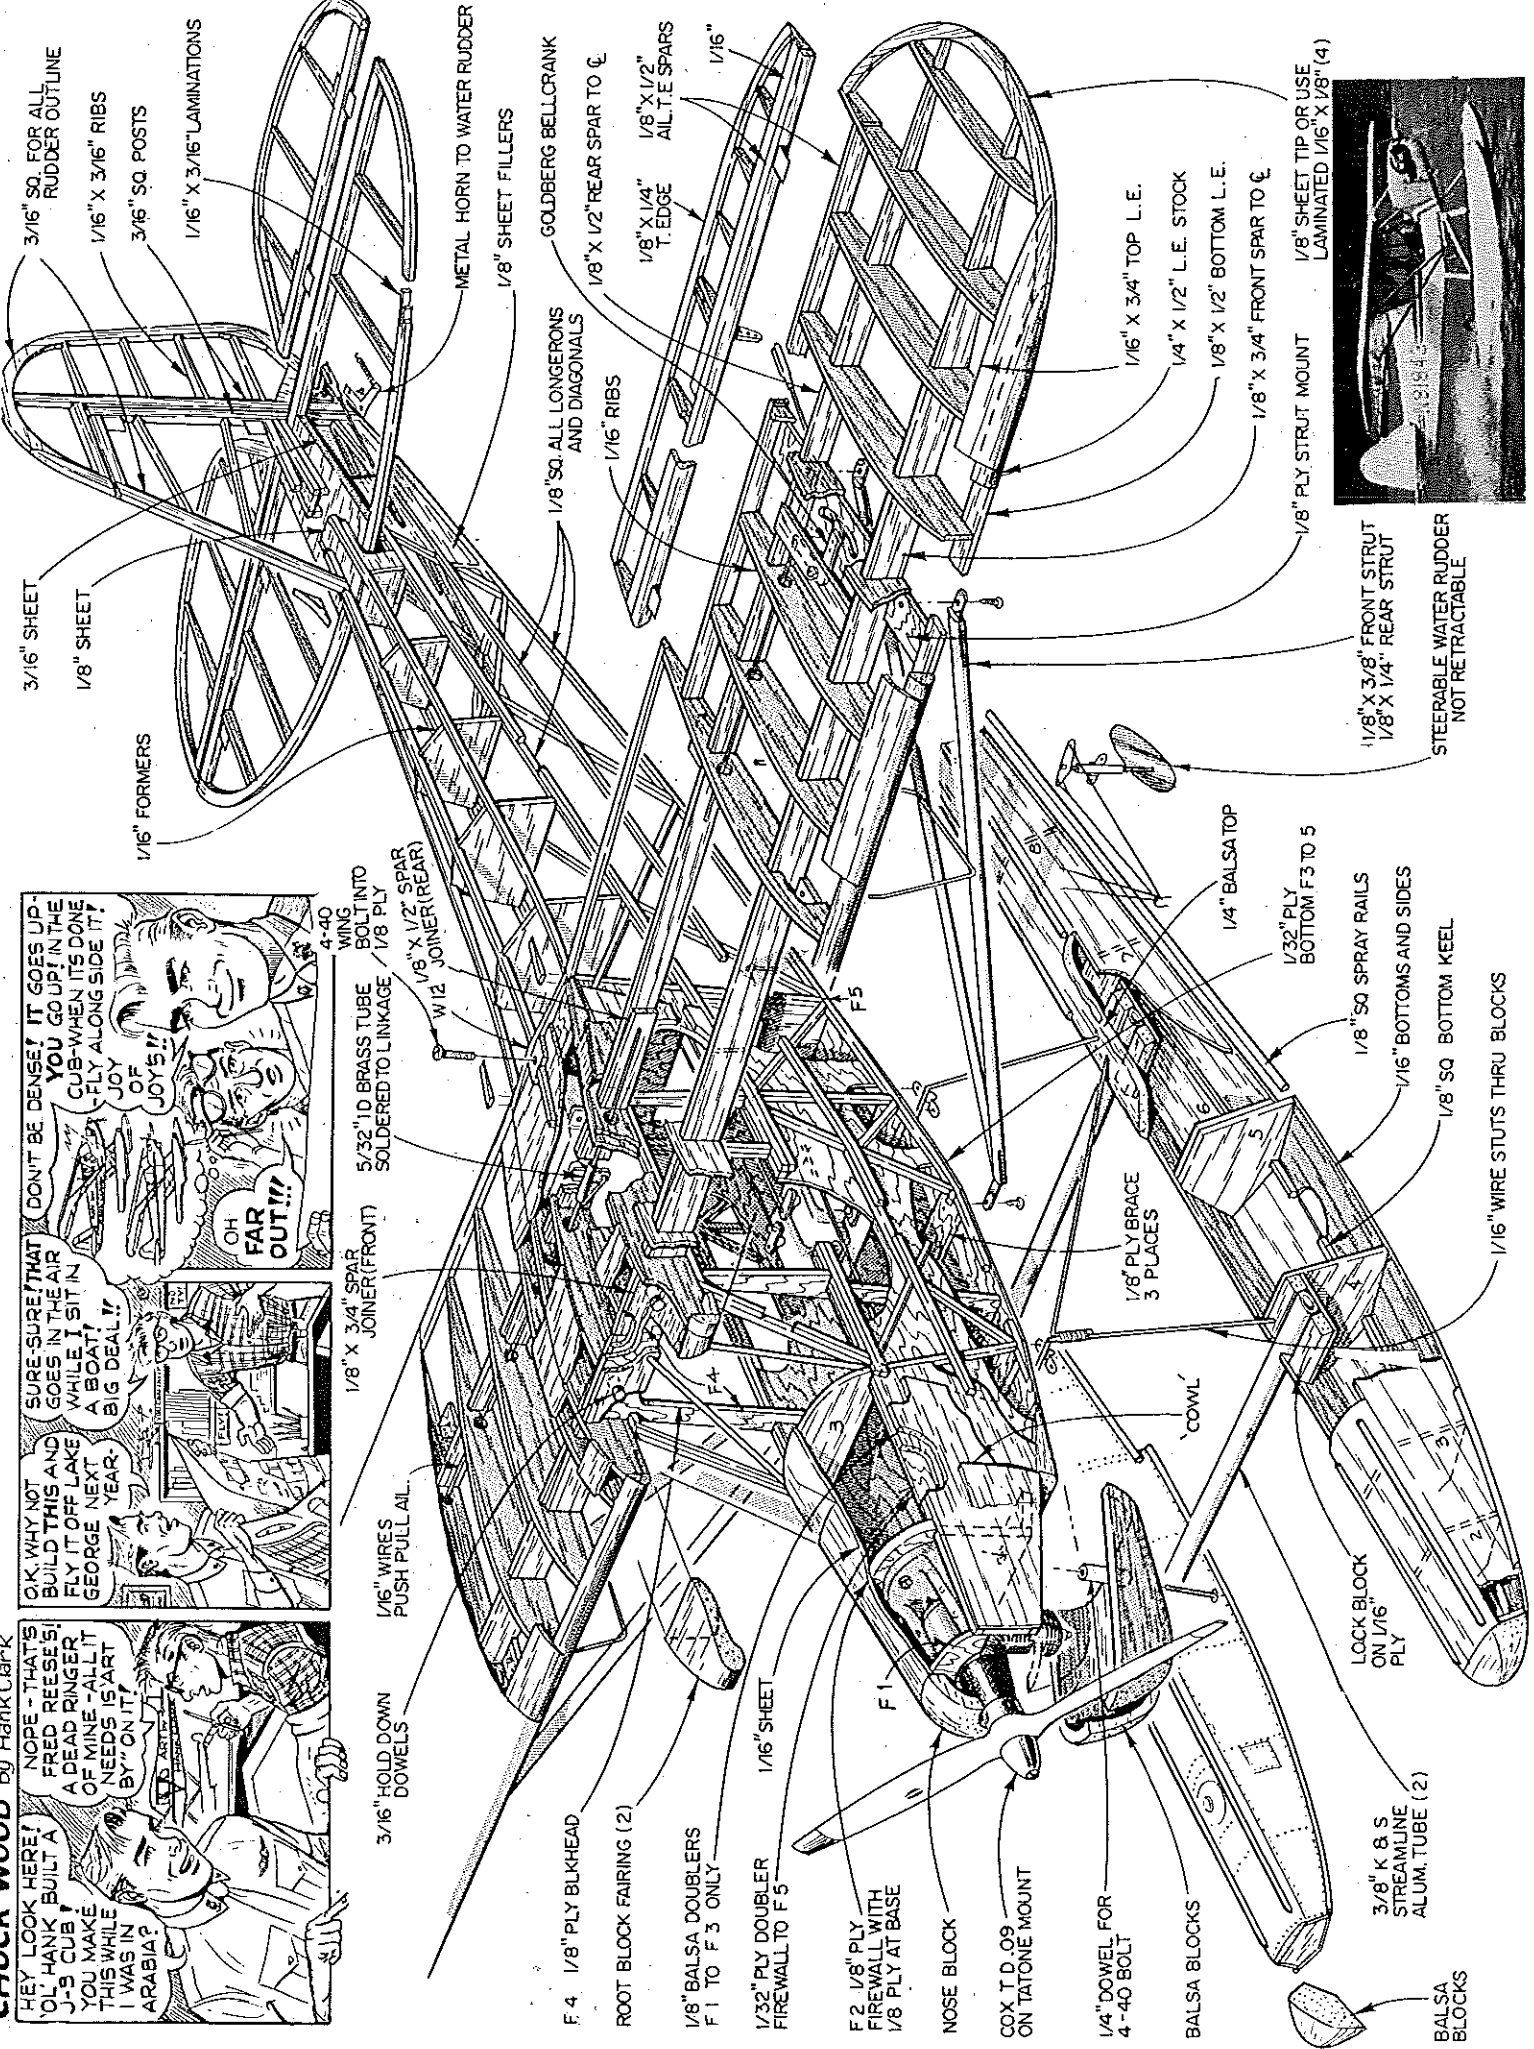 CHUCK WOOD by Hank Clark
HEY, LOOK HERE!
'OL' HANK BUILT A
J-3 CUB!
YOU MAKE
THIS WHILE
I WAS IN
ARABIA?
NOPE - THAT'S
FRED REESE'S!
A DEAD RINGER
OF MINE - ALL IT
NEEDS IS "ART
BY" ON IT!
O.K. WHY NOT
BUILD THIS AND
FLY IT OFF LAKE
GEORGE NEXT
YEAR-
SURE-SURE! THAT
GOES IN THE AIR
WHILE I SIT IN
A BOAT!
BIG DEAL!!
DON'T BE DENSE! IT GOES UP-
YOU GO UP! IN THE
CUB-WHEN ITS DONE
-FLY ALONG SIDE IT!
JOY
OF
JOYS!!
OH
FAR
OUT!!!
3/16" SQ. FOR ALL
RUDDER OUTLINE
1/16" X 3/16" RIBS
3/16" SQ. POSTS
1/16" X 3/16" LAMINATIONS
METAL HORN TO WATER RUDDER
1/8" SHEET FILLERS
3/16" SHEET
1/8" SHEET
1/16" FORMERS
1/8" SQ. ALL LONGERONS
AND DIAGONALS
GOLDBERG BELLCRANK
1/8" X 1/2" REAR SPAR TO ℄
1/8" X 1/4"
T. EDGE
1/8" X 1/2"
AIL. T.E SPARS
1/16"
1/16" RIBS
1/16" X 3/4" TOP L.E.
1/4" X 1/2" L.E. STOCK
1/8" X 1/2" BOTTOM L.E.
1/8" X 3/4" FRONT SPAR TO ℄
1/8" PLY STRUT MOUNT
1/8" SHEET TIP OR USE
LAMINATED 1/16" X 1/8" (4)
1/8" X 3/8" FRONT STRUT
1/8" X 1/4" REAR STRUT
STEERABLE WATER RUDDER
NOT RETRACTABLE
4-40
WING
BOLT INTO
1/8 PLY
W12
1/8" X 1/2" SPAR
JOINER (REAR)
5/32" ID BRASS TUBE
SOLDERED TO LINKAGE
1/8" X 3/4" SPAR
JOINER (FRONT)
1/16" WIRES
PUSH PULL AIL.
3/16" HOLD DOWN
DOWELS
F 4 1/8" PLY BLKHEAD
ROOT BLOCK FAIRING (2)
1/8" BALSA DOUBLERS
F 1 TO F 3 ONLY
1/16" SHEET
1/32" PLY DOUBLER
FIREWALL TO F 5
F 2 1/8" PLY
FIREWALL WITH
1/8 PLY AT BASE
NOSE BLOCK
COX T.D .09
ON TATONE MOUNT
1/4" DOWEL FOR
4-40 BOLT
BALSA BLOCKS
BALSA
BLOCKS
3/8" K & S
STREAMLINE
ALUM. TUBE (2)
LOCK BLOCK
ON 1/16"
PLY
'COWL'
1/8" PLY BRACE
3 PLACES
1/4" BALSA TOP
1/32" PLY
BOTTOM F3 TO 5
1/8" SQ SPRAY RAILS
1/16" BOTTOMS AND SIDES
1/8" SQ BOTTOM KEEL
1/16" WIRE STUTS THRU BLOCKS
F 1
F4
F5
3
2
3
4
5
6
7
8